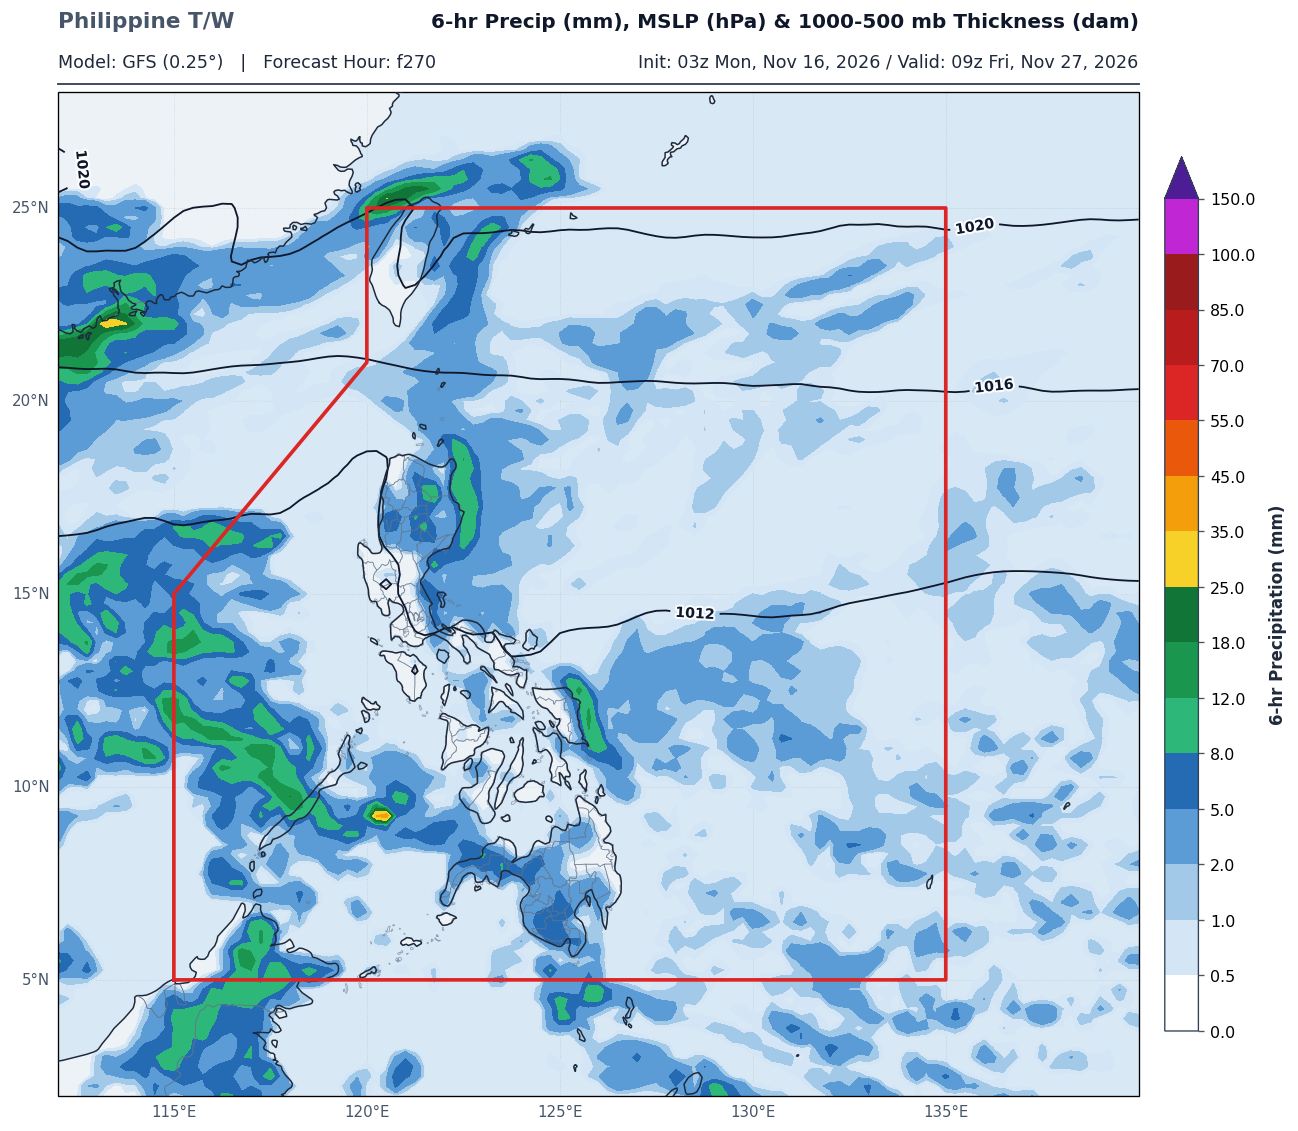 Philippine T/W
6-hr Precip (mm), MSLP (hPa) & 1000-500 mb Thickness (dam)
Model: GFS (0.25°) | Forecast Hour: f270
Init: 03z Mon, Nov 16, 2026 / Valid: 09z Fri, Nov 27, 2026
1020
1020
1016
1012
25°N
20°N
15°N
10°N
5°N
115°E
120°E
125°E
130°E
135°E
150.0
100.0
85.0
70.0
55.0
45.0
35.0
25.0
18.0
12.0
8.0
5.0
2.0
1.0
0.5
0.0
6-hr Precipitation (mm)